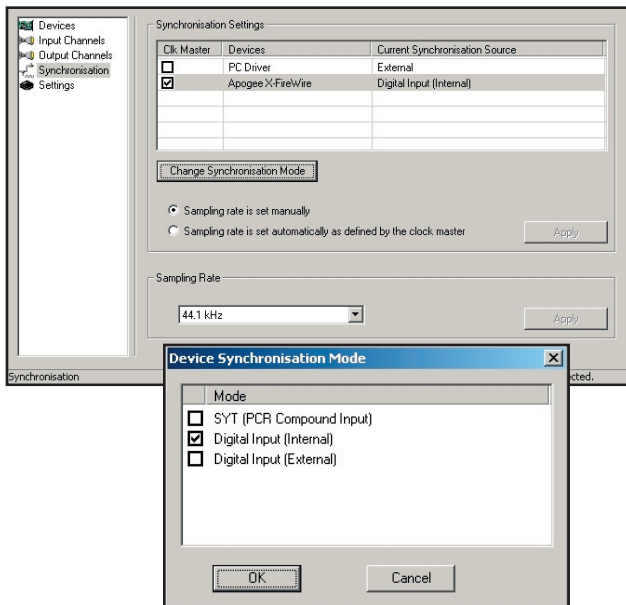 Devices
Input Channels
Output Channels
Synchronisation
Settings
Synchronisation Settings
Clk Master Devices Current Synchronisation Source
PC Driver External
Apogee X-FireWire Digital Input (Internal)
Change Synchronisation Mode
Sampling rate is set manually
Sampling rate is set automatically as defined by the clock master
Apply
Sampling Rate
44.1 kHz
Apply
Synchronisation
Device Synchronisation Mode
Mode
SYT (PCR Compound Input)
Digital Input (Internal)
Digital Input (External)
OK Cancel